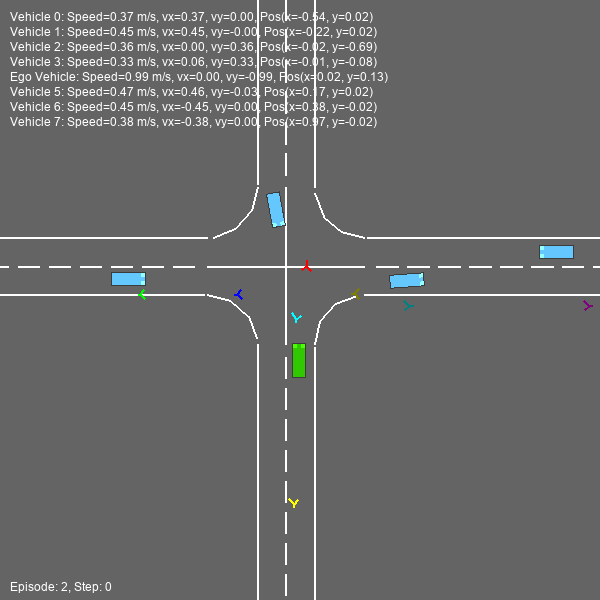 Vehicle 0: Speed=0.37 m/s, vx=0.37, vy=0.00, Pos(x=-0.54, y=0.02)
Vehicle 1: Speed=0.45 m/s, vx=0.45, vy=-0.00, Pos(x=-0.22, y=0.02)
Vehicle 2: Speed=0.36 m/s, vx=0.00, vy=0.36, Pos(x=-0.02, y=-0.69)
Vehicle 3: Speed=0.33 m/s, vx=0.06, vy=0.33, Pos(x=-0.01, y=-0.08)
Ego Vehicle: Speed=0.99 m/s, vx=0.00, vy=-0.99, Pos(x=0.02, y=0.13)
Vehicle 5: Speed=0.47 m/s, vx=0.46, vy=-0.03, Pos(x=0.17, y=0.02)
Vehicle 6: Speed=0.45 m/s, vx=-0.45, vy=0.00, Pos(x=0.38, y=-0.02)
Vehicle 7: Speed=0.38 m/s, vx=-0.38, vy=0.00, Pos(x=0.97, y=-0.02)
Episode: 2, Step: 0